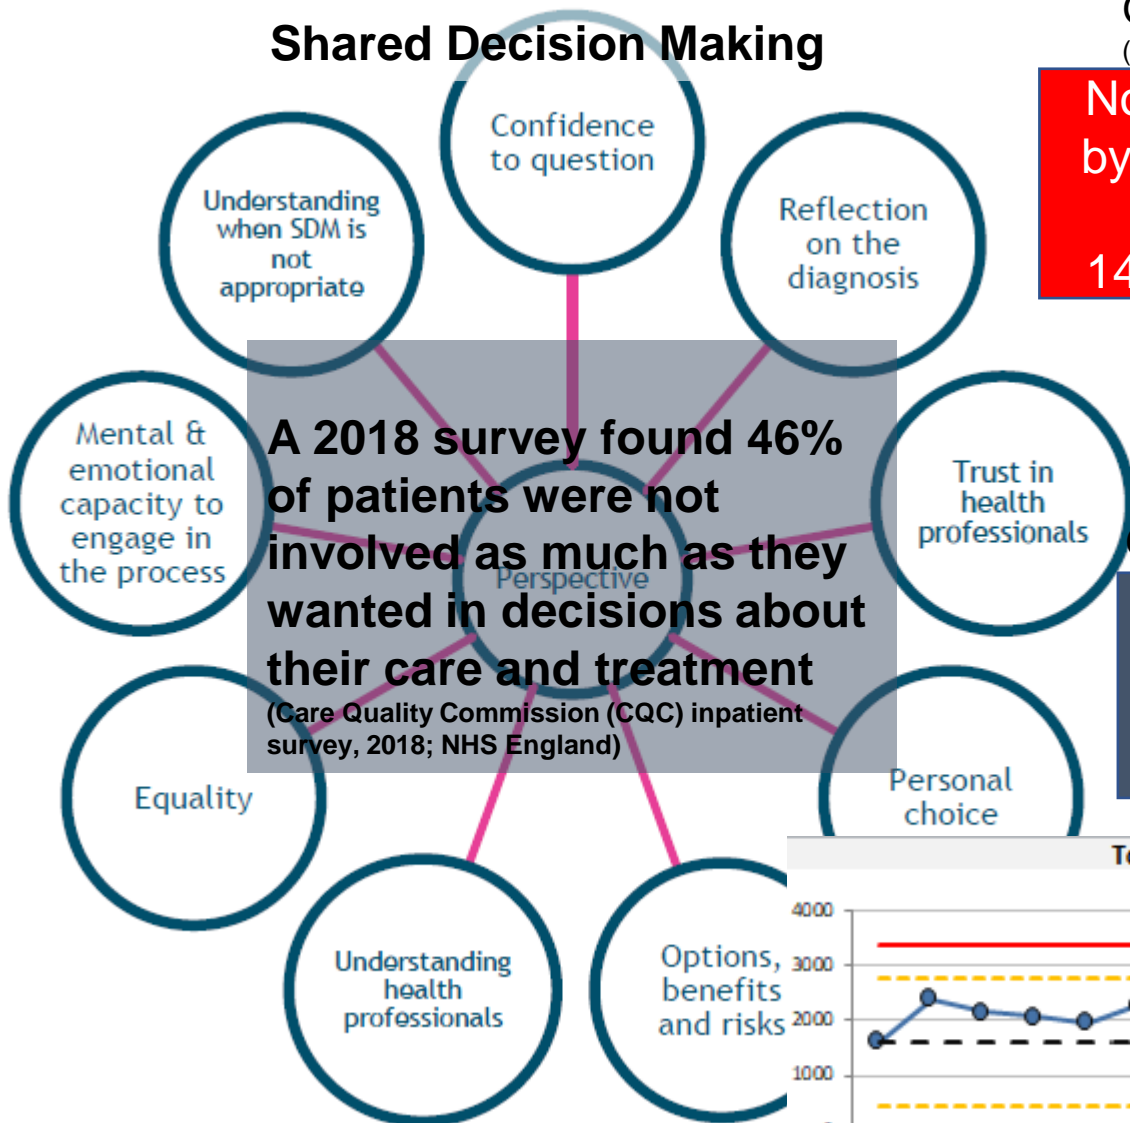 Shared Decision Making
Confidence
to question
Understanding
when SDM is
not
appropriate
Reflection
on the
diagnosis
Mental &
emotional
capacity to
engage in
the process
A 2018 survey found 46%
of patients were not
involved as much as they
wanted in decisions about
their care and treatment
(Care Quality Commission (CQC) inpatient
survey, 2018; NHS England)
Perspective
Trust in
health
professionals
Equality
Personal
choice
Understanding
health
professionals
Options,
benefits
and risks
by
14
4000
3000
2000
1000